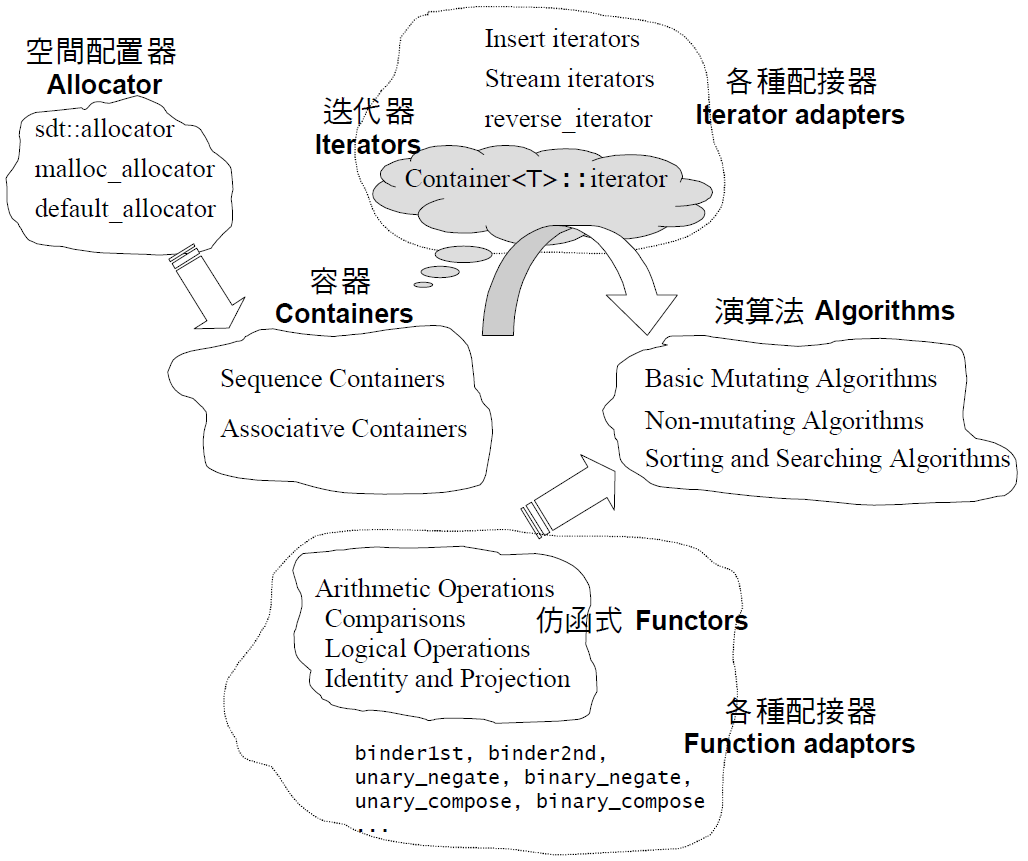 空間配置器
Allocator
sdt::allocator
malloc_allocator
default_allocator
Insert iterators
Stream iterators
reverse_iterator
迭代器
Iterators
Container<T>::iterator
各種配接器
Iterator adapters
容器
Containers
Sequence Containers
Associative Containers
演算法 Algorithms
Basic Mutating Algorithms
Non-mutating Algorithms
Sorting and Searching Algorithms
Arithmetic Operations
Comparisons
Logical Operations
Identity and Projection
仿函式 Functors
各種配接器
Function adaptors
binder1st, binder2nd,
unary_negate, binary_negate,
unary_compose, binary_compose
...